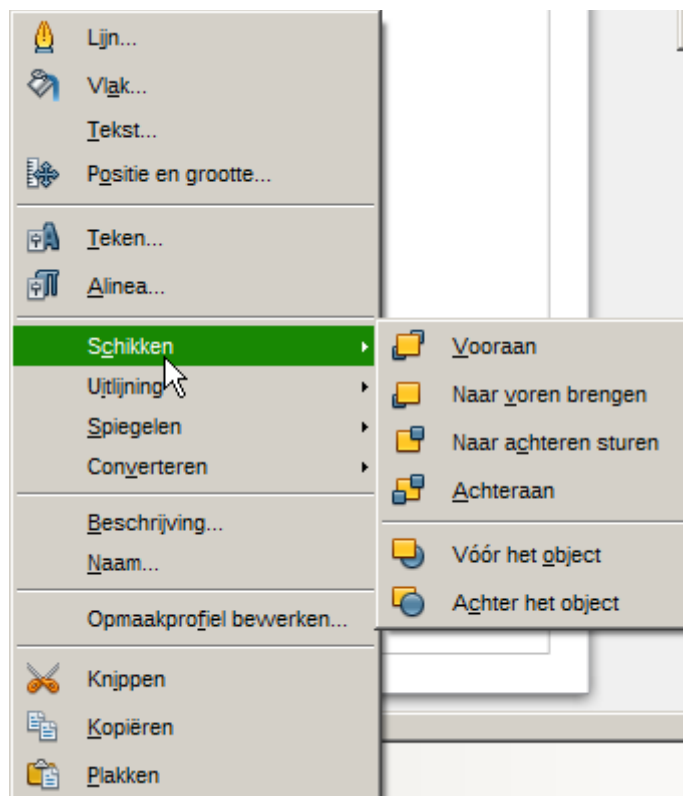 Lijn...
Vlak...
Tekst...
Positie en grootte...
Teken...
Alinea...
Schikken
Uitlijning
Spiegelen
Converteren
Beschrijving...
Naam...
Opmaakprofiel bewerken...
Knippen
Kopiëren
Plakken
Vooraan
Naar voren brengen
Naar achteren sturen
Achteraan
Vóór het object
Achter het object